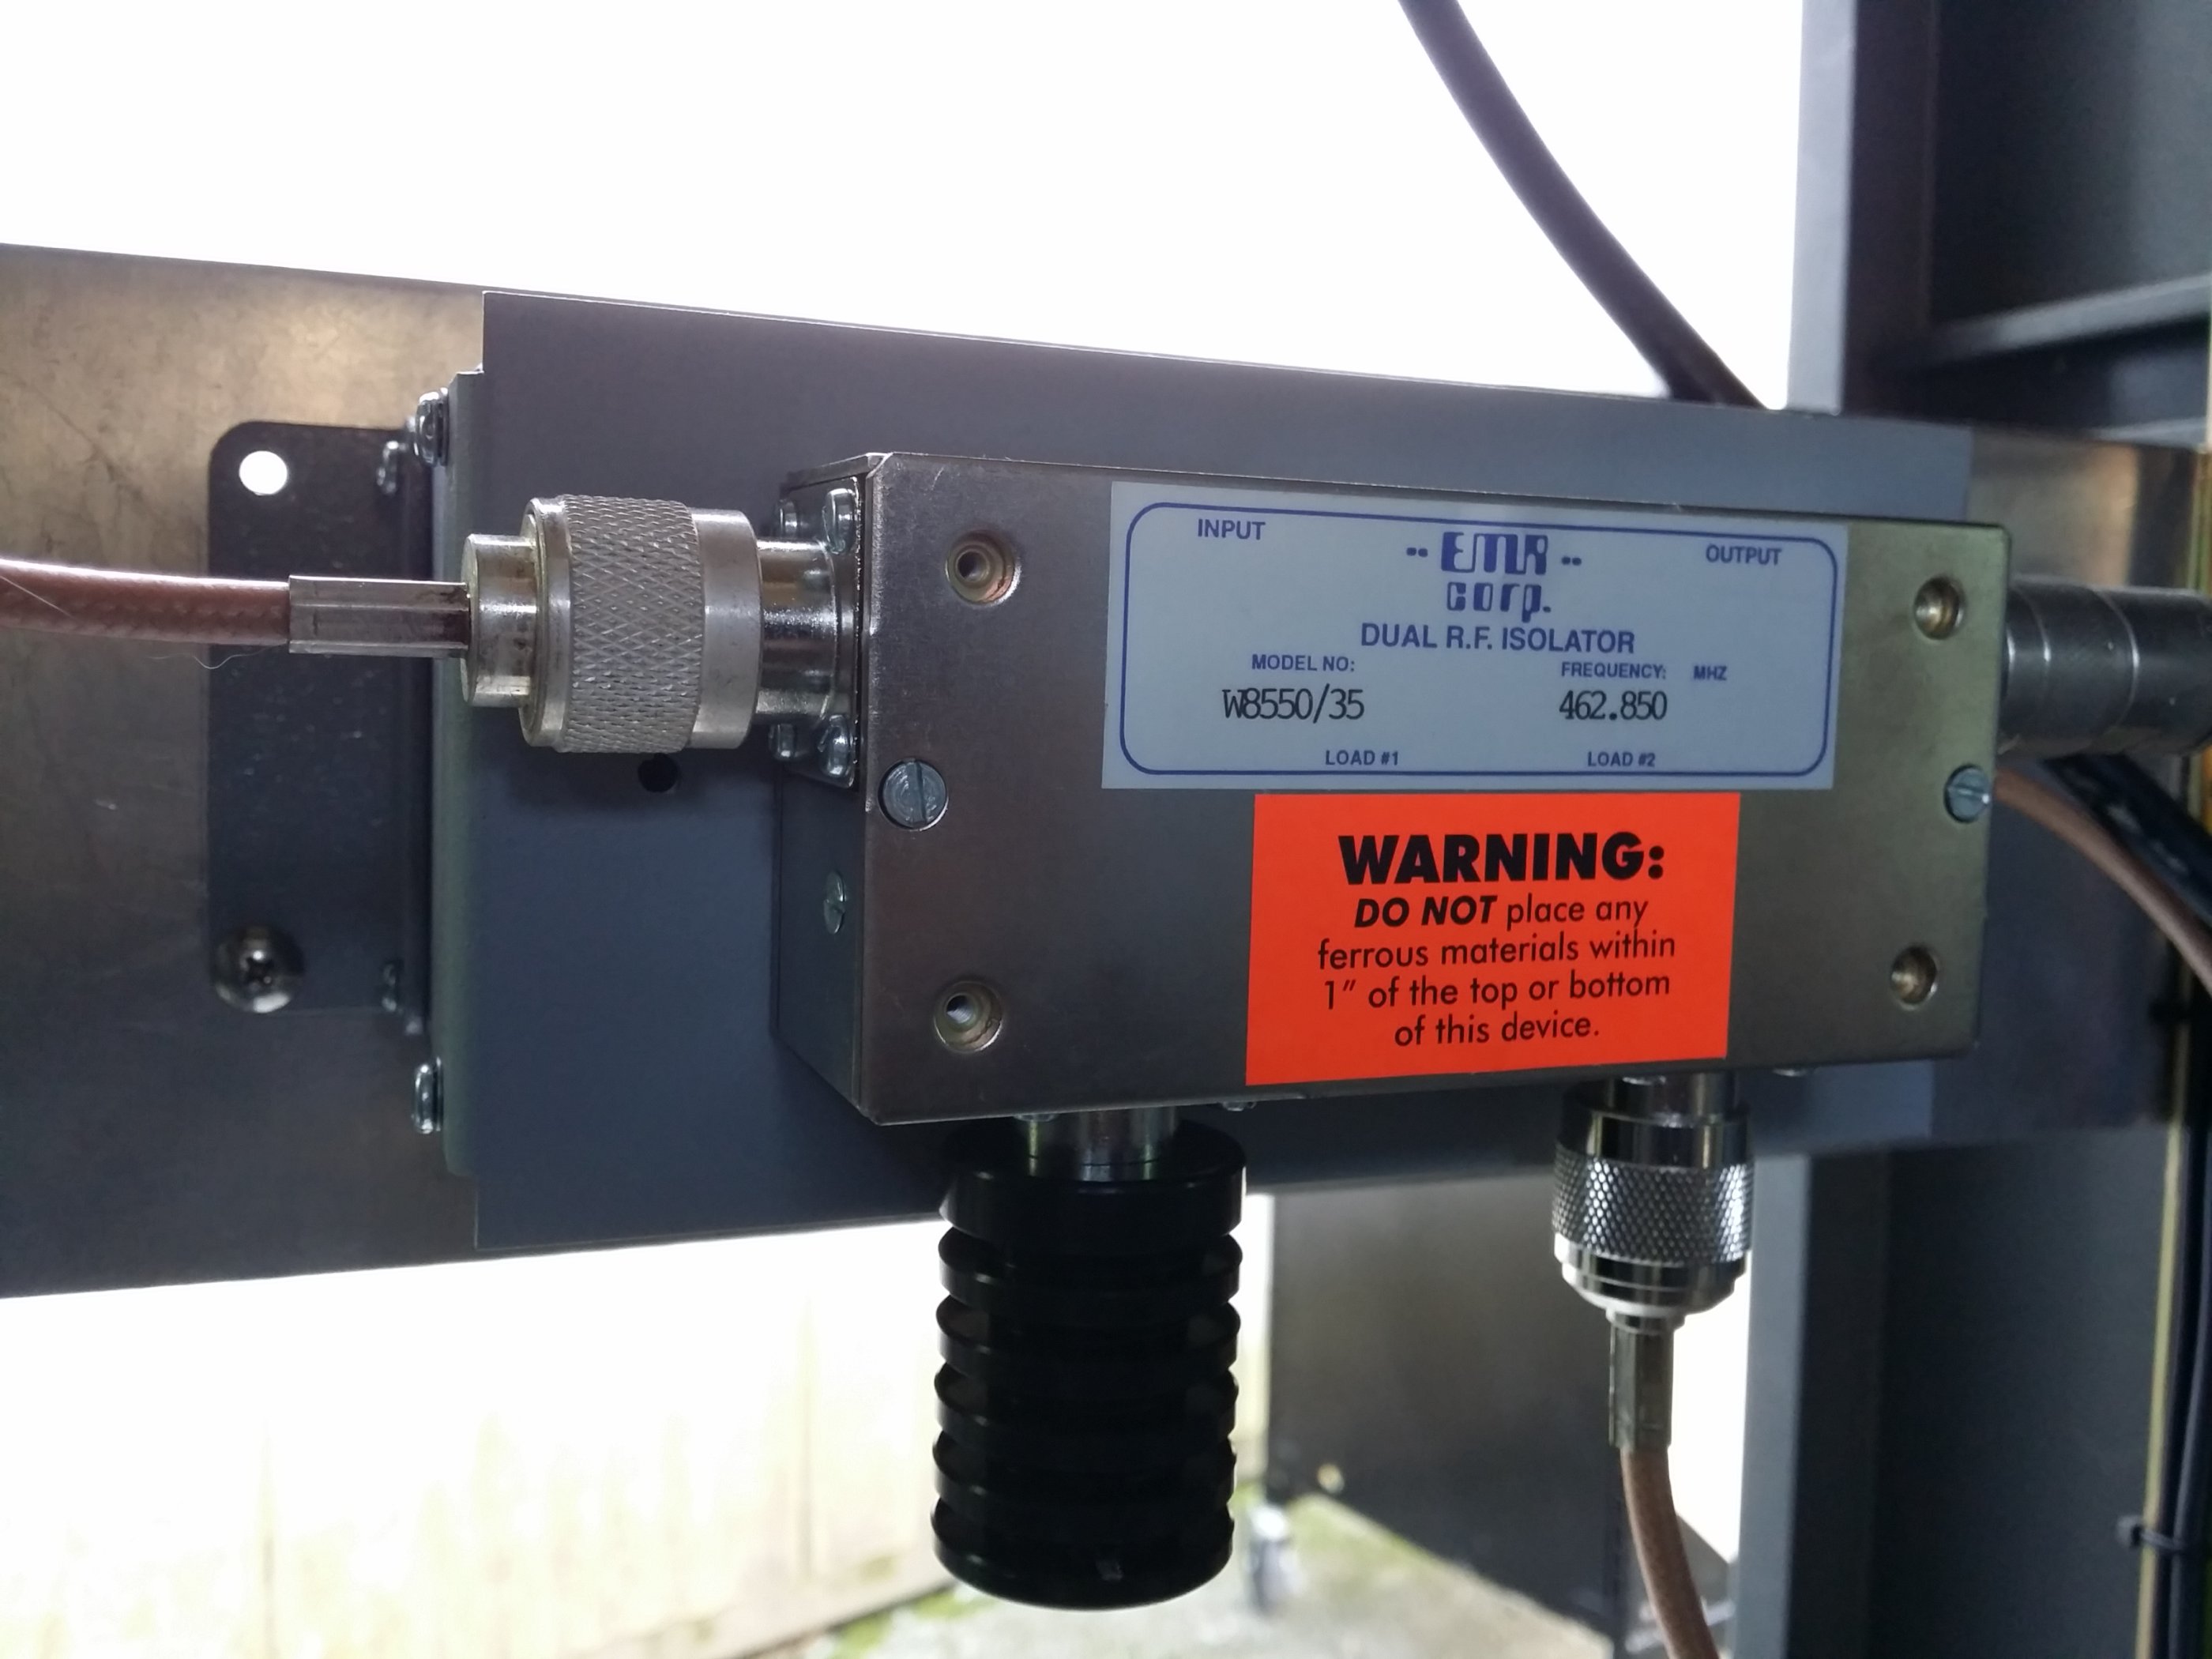 INPUT
OUTPUT
-- EMR --
corp.
DUAL R.F. ISOLATOR
MODEL NO:
FREQUENCY: MHZ
W8550/35
462.850
LOAD #1
LOAD #2
WARNING:
DO NOT place any
ferrous materials within
1" of the top or bottom
of this device.